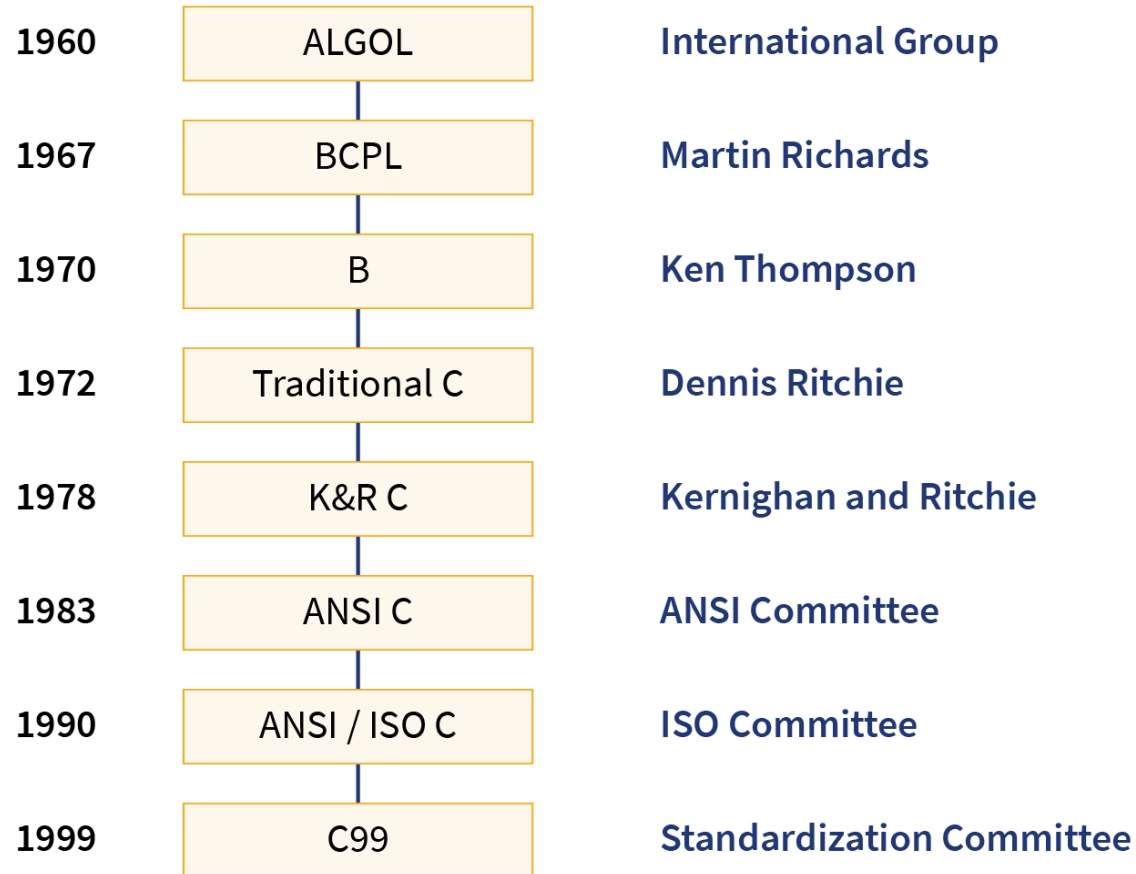 1960 ALGOL International Group
1967 BCPL Martin Richards
1970 B Ken Thompson
1972 Traditional C Dennis Ritchie
1978 K&R C Kernighan and Ritchie
1983 ANSI C ANSI Committee
1990 ANSI / ISO C ISO Committee
1999 C99 Standardization Committee